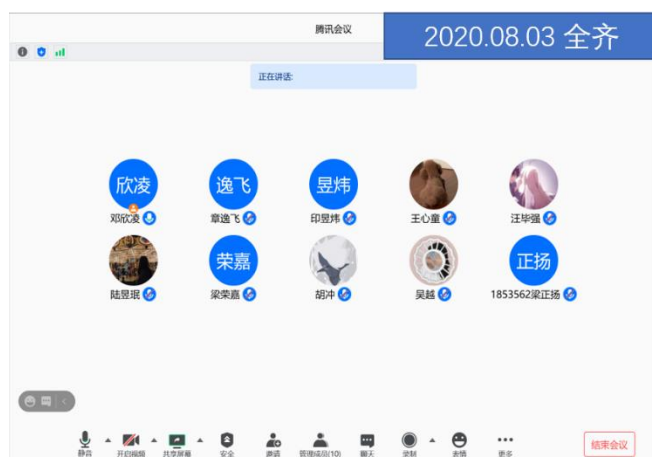 腾讯会议
2020.08.03 全齐
正在讲话:
欣凌 逸飞 昱炜
邓欣凌 章逸飞 印昱炜 王心童 汪毕强
荣嘉 正扬
陆昱珉 梁荣嘉 胡冲 吴越 1853562梁正扬
静音 开启视频 共享屏幕 安全 邀请 管理成员(10) 聊天 录制 表情 更多 结束会议